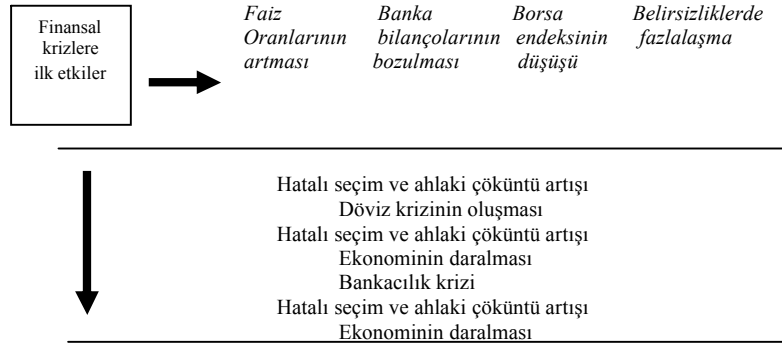 Finansal
krizlere
ilk etkiler
Faiz
Oranlarının
artması
Banka
bilançolarının
bozulması
Borsa
endeksinin
düşüşü
Belirsizliklerde
fazlalaşma
Hatalı seçim ve ahlaki çöküntü artışı
Döviz krizinin oluşması
Hatalı seçim ve ahlaki çöküntü artışı
Ekonominin daralması
Bankacılık krizi
Hatalı seçim ve ahlaki çöküntü artışı
Ekonominin daralması